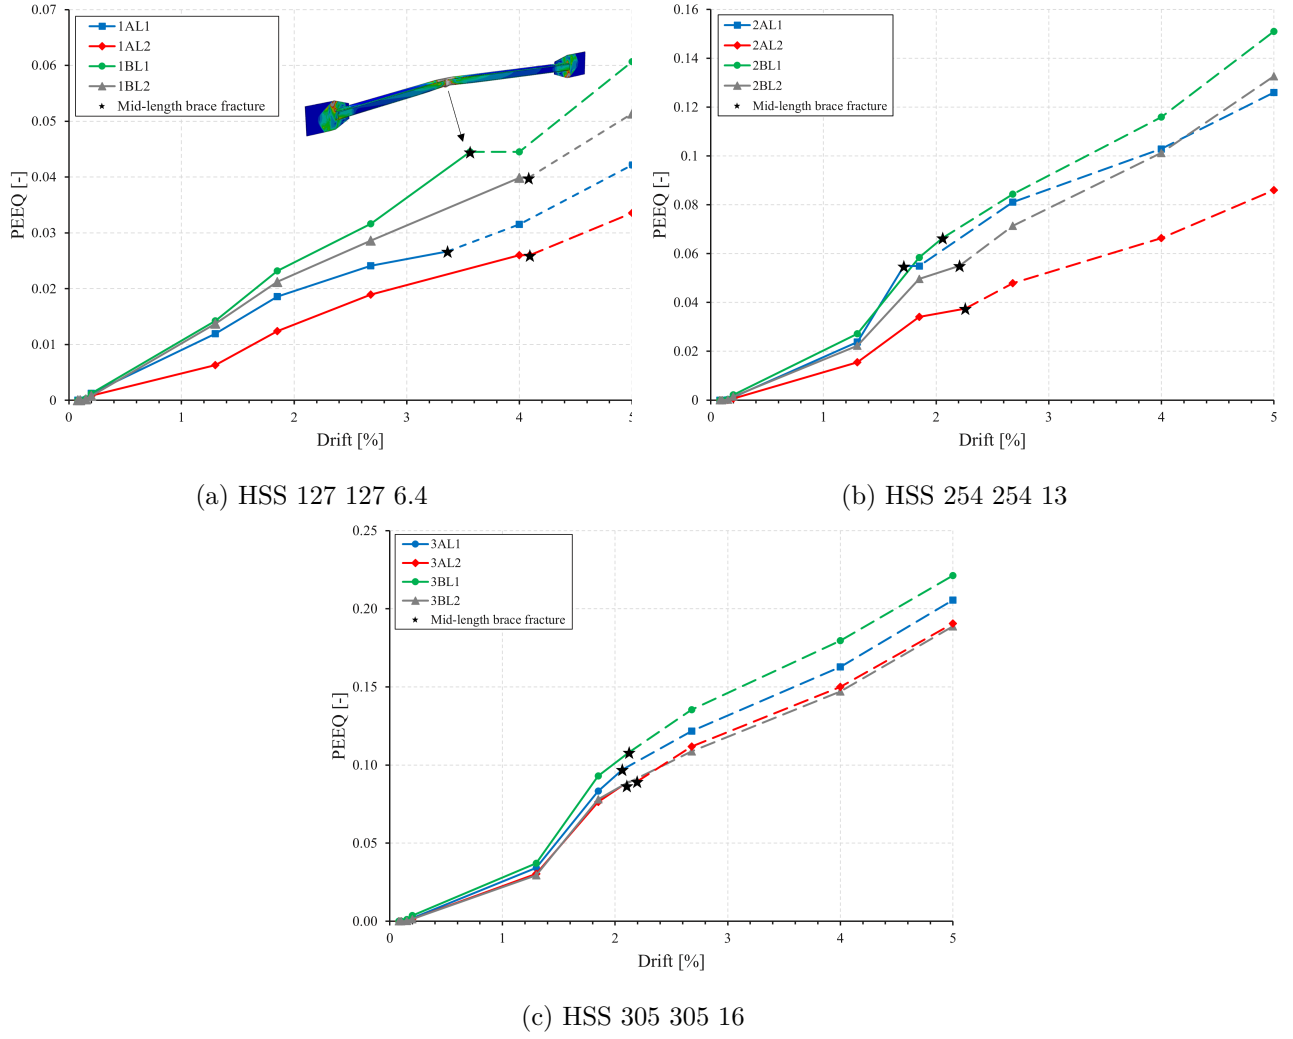 0.07
0.06
0.05
0.04
0.03
0.02
0.01
0
PEEQ [-]
1AL1
1AL2
1BL1
1BL2
Mid-length brace fracture
0 1 2 3 4
Drift [%]
(a) HSS 127 127 6.4
0.16
0.14
0.12
0.1
0.08
0.06
0.04
0.02
0
PEEQ [-]
2AL1
2AL2
2BL1
2BL2
Mid-length brace fracture
0 1 2 3 4 5
Drift [%]
(b) HSS 254 254 13
0.25
0.20
0.15
0.10
0.05
0.00
PEEQ [-]
3AL1
3AL2
3BL1
3BL2
Mid-length brace fracture
0 1 2 3 4 5
Drift [%]
(c) HSS 305 305 16